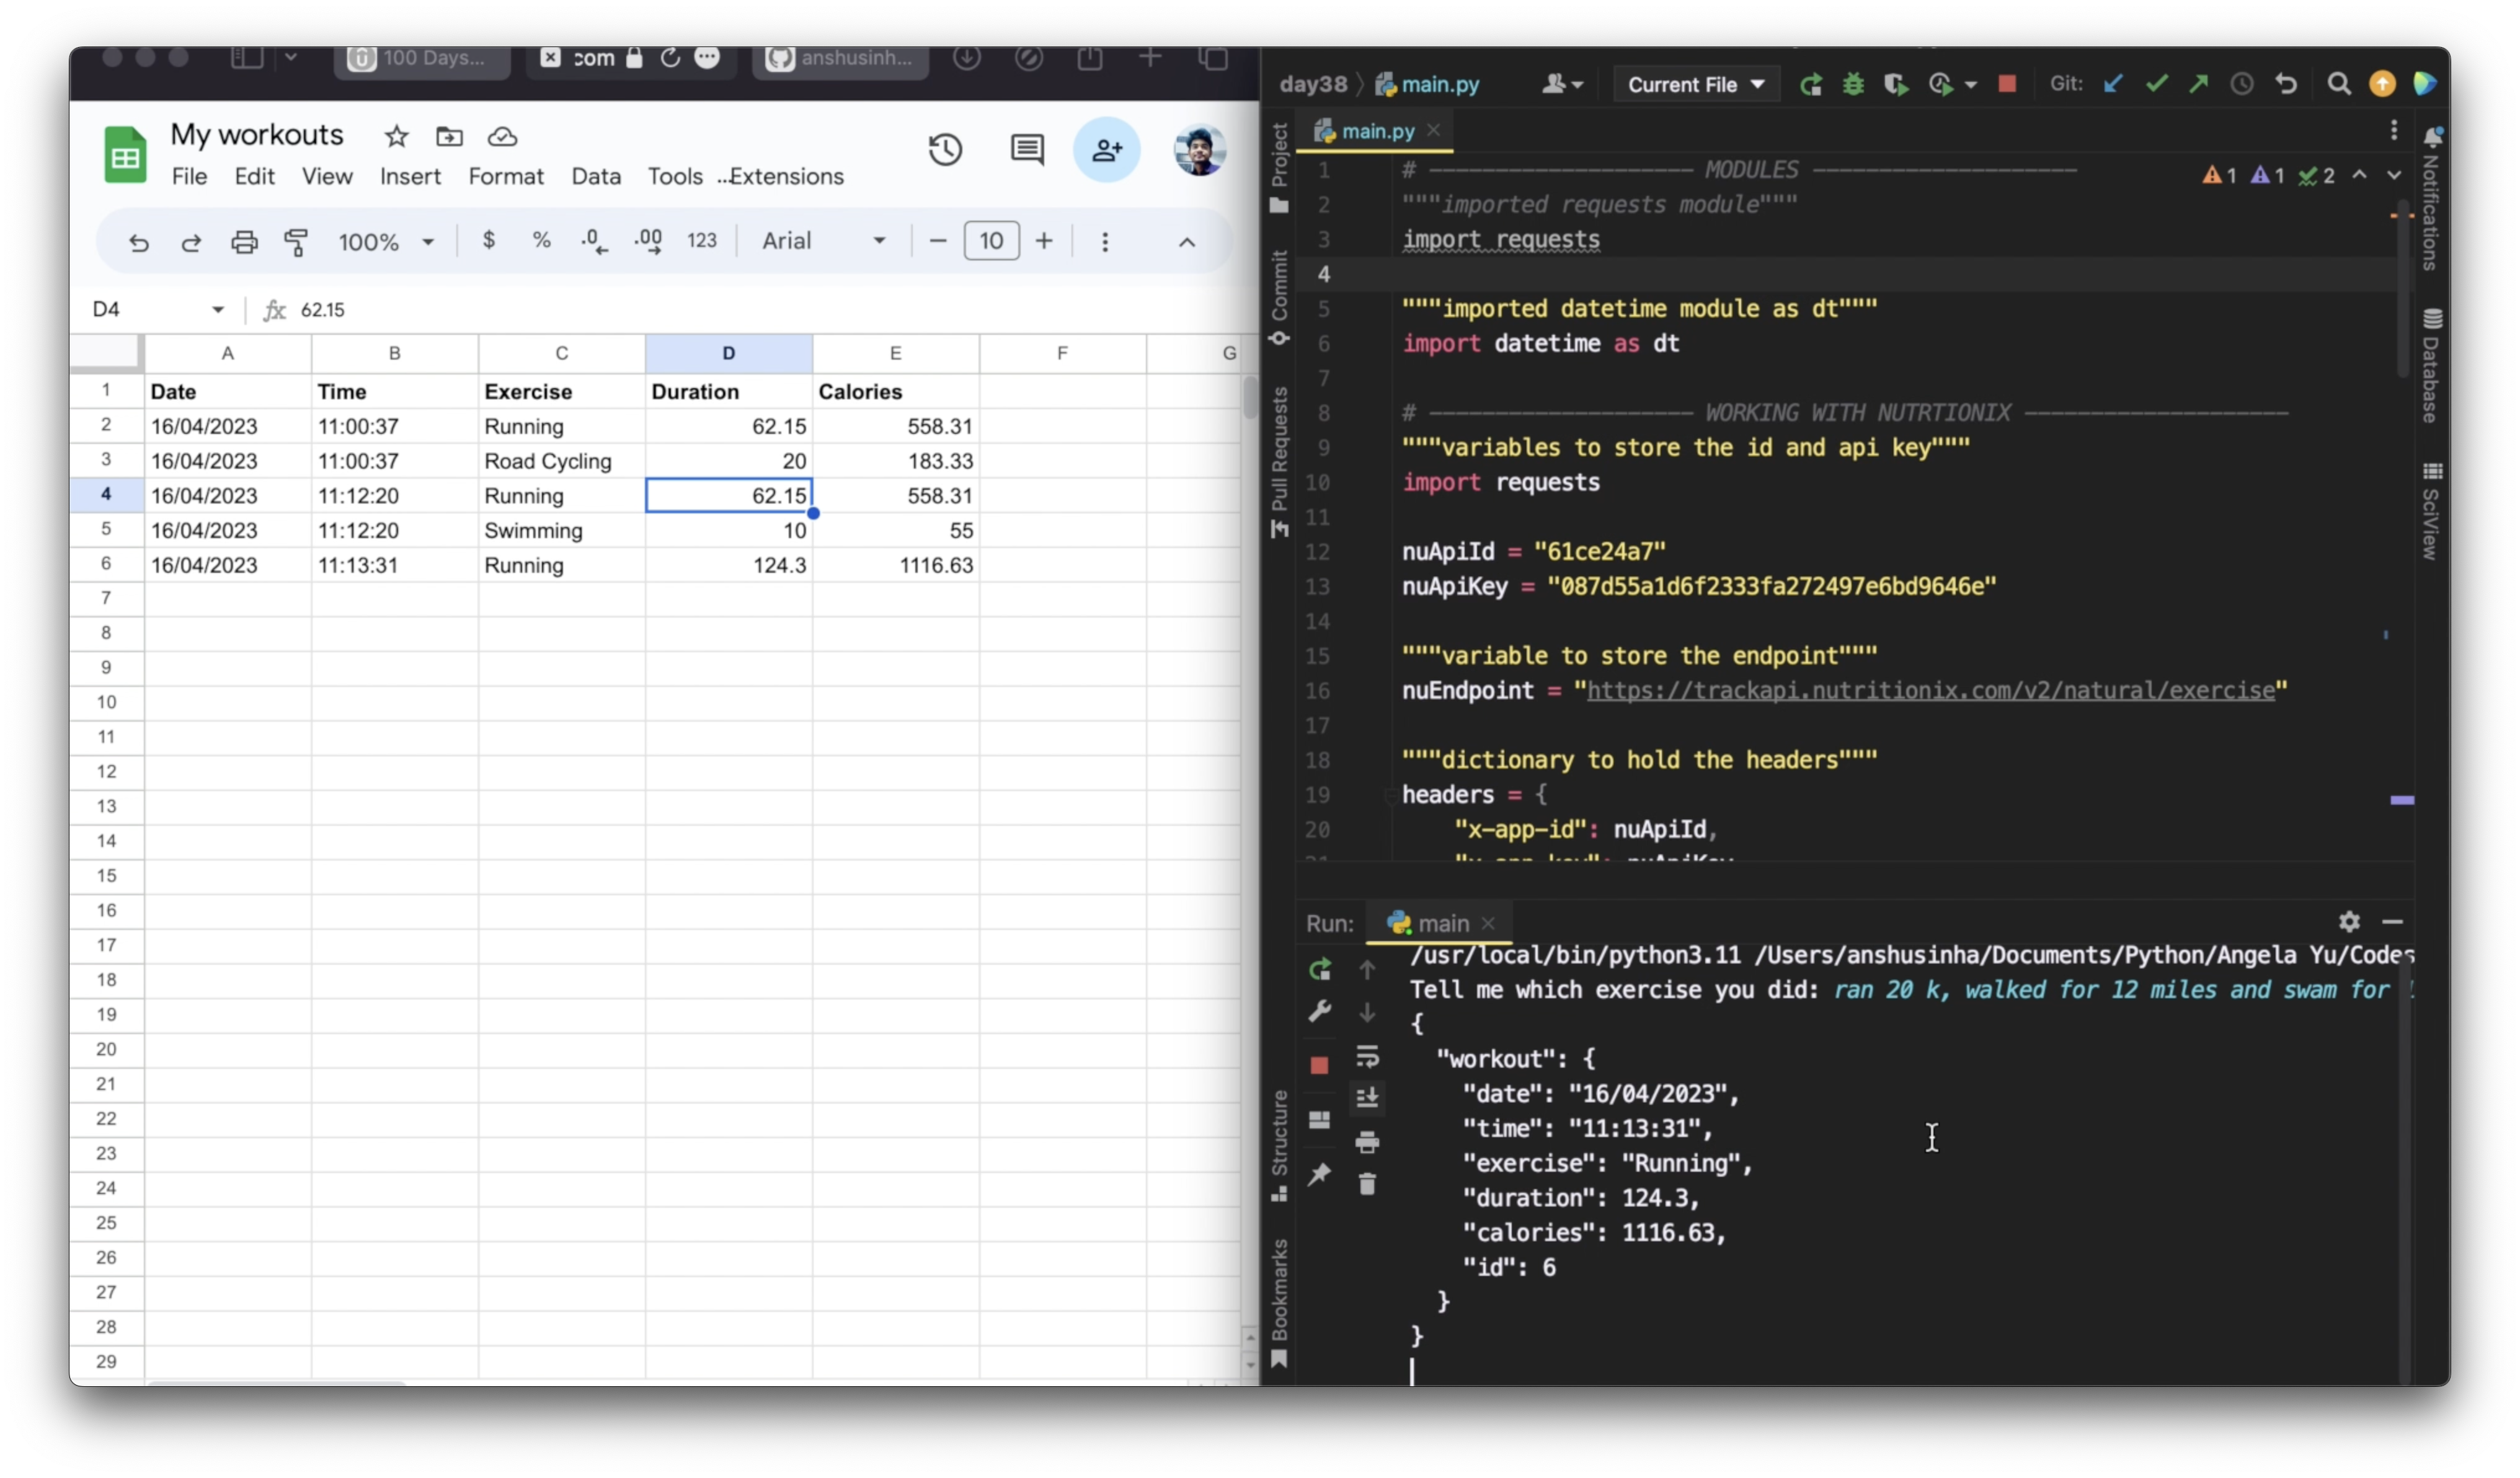 100 Days...
com
anshusinh...
My workouts
File Edit View Insert Format Data Tools ...Extensions
100% $ % .0 .00 123 Arial 10
D4 fx 62.15
A B C D E F G
1 Date Time Exercise Duration Calories
2 16/04/2023 11:00:37 Running 62.15 558.31
3 16/04/2023 11:00:37 Road Cycling 20 183.33
4 16/04/2023 11:12:20 Running 62.15 558.31
5 16/04/2023 11:12:20 Swimming 10 55
6 16/04/2023 11:13:31 Running 124.3 1116.63
7
8
9
10
11
12
13
14
15
16
17
18
19
20
21
22
23
24
25
26
27
28
29
day38 main.py Current File Git:
main.py
Project
Commit
Pull Requests
Structure
Bookmarks
Notifications
Database
SciView
1 1 2
1 # -------------------- MODULES --------------------
2 """imported requests module"""
3 import requests
4
5 """imported datetime module as dt"""
6 import datetime as dt
7
8 # -------------------- WORKING WITH NUTRTIONIX --------------------
9 """variables to store the id and api key"""
10 import requests
11
12 nuApiId = "61ce24a7"
13 nuApiKey = "087d55a1d6f2333fa272497e6bd9646e"
14
15 """variable to store the endpoint"""
16 nuEndpoint = "https://trackapi.nutritionix.com/v2/natural/exercise"
17
18 """dictionary to hold the headers"""
19 headers = {
20 "x-app-id": nuApiId,
Run: main
/usr/local/bin/python3.11 /Users/anshusinha/Documents/Python/Angela Yu/Codes
Tell me which exercise you did: ran 20 k, walked for 12 miles and swam for
{
"workout": {
"date": "16/04/2023",
"time": "11:13:31",
"exercise": "Running",
"duration": 124.3,
"calories": 1116.63,
"id": 6
}
}